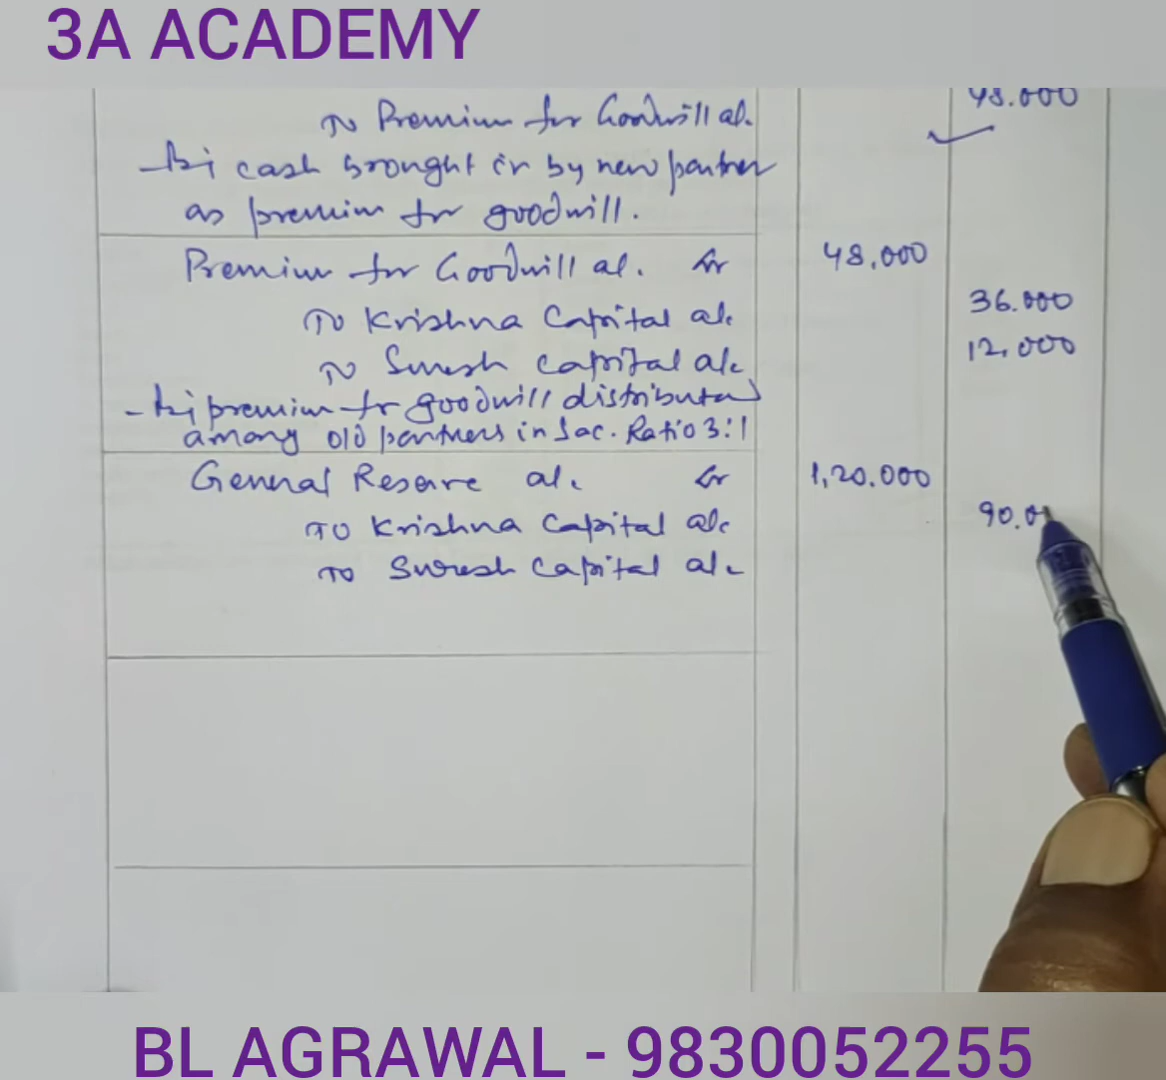 3A ACADEMY
48.000
To Premium for Goodwill a/c.
cash brought in by new partner
as premium for goodwill.
Premium for Goodwill a/c. Dr 48,000
To Krishna Capital a/c 36.000
To Suresh Capital a/c 12,000
premium for goodwill distributed
among old partners in Sac. Ratio 3:1
General Reserve a/c. Dr 1,20.000
To Krishna Capital a/c 90.0
To Suresh Capital a/c
BL AGRAWAL - 9830052255